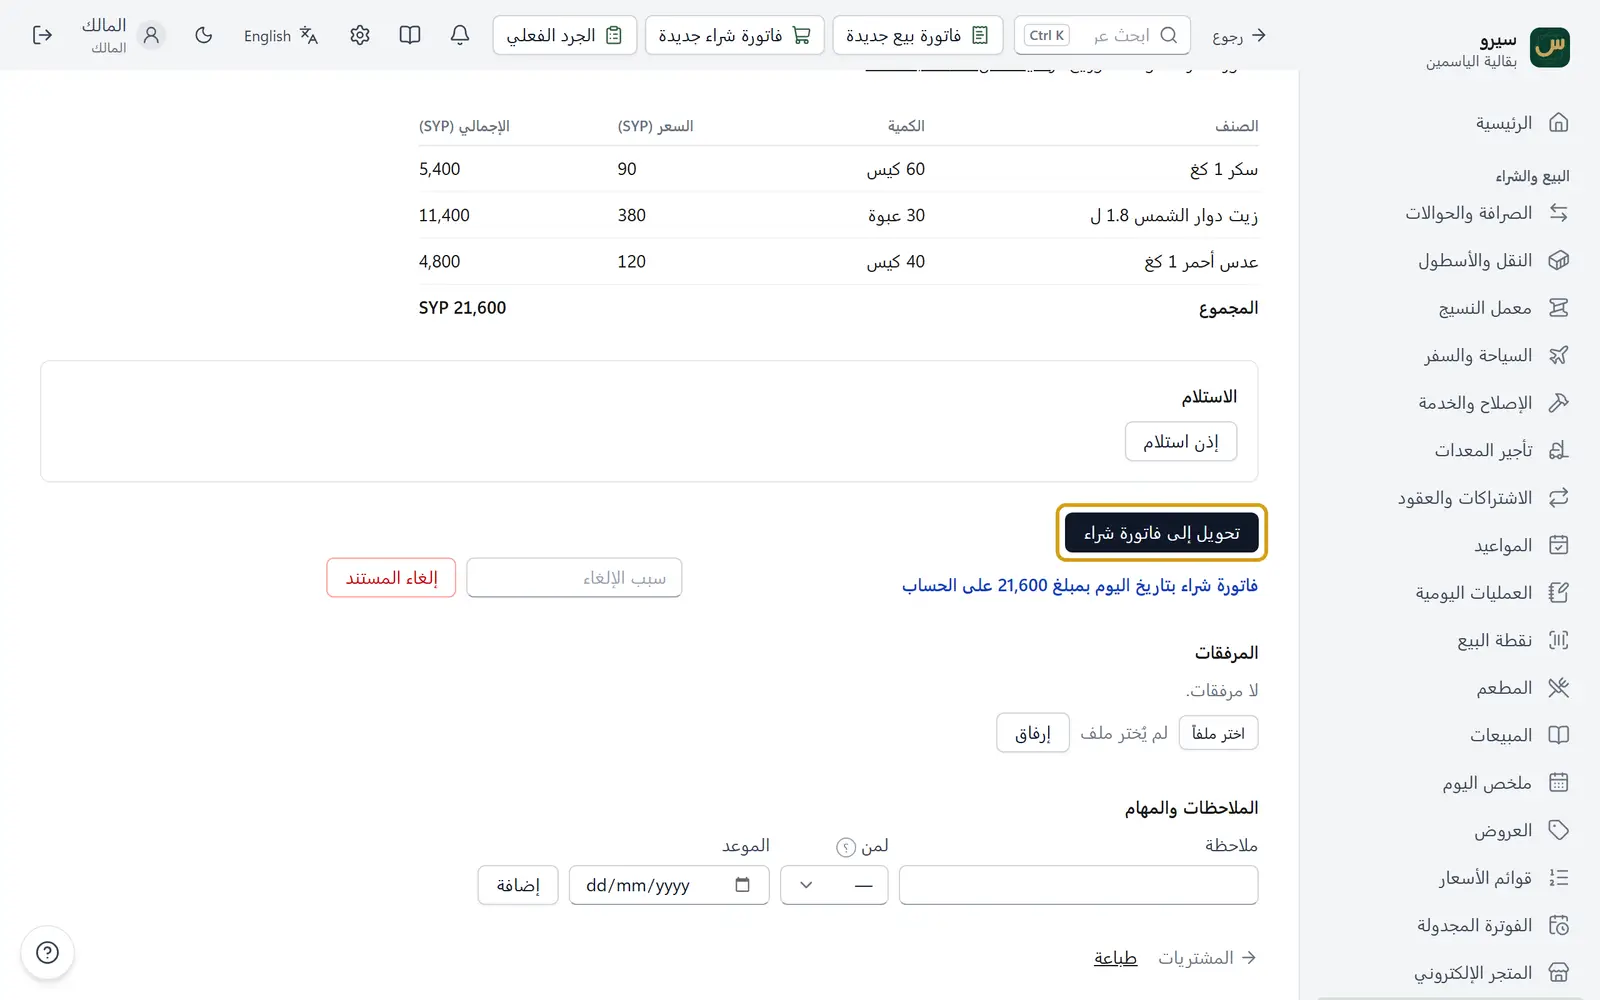 سيرو
بقالية الياسمين
رجوع
ابحث عر
Ctrl K
فاتورة بيع جديدة
فاتورة شراء جديدة
الجرد الفعلي
English
المالك
المالك
الرئيسية
البيع والشراء
الصرافة والحوالات
النقل والأسطول
معمل النسيج
السياحة والسفر
الإصلاح والخدمة
تأجير المعدات
الاشتراكات والعقود
المواعيد
العمليات اليومية
نقطة البيع
المطعم
المبيعات
ملخص اليوم
العروض
قوائم الأسعار
الفوترة المجدولة
المتجر الإلكتروني
الصنف الكمية السعر (SYP) الإجمالي (SYP)
سكر 1 كغ 60 كيس 90 5,400
زيت دوار الشمس 1.8 ل 30 عبوة 380 11,400
عدس أحمر 1 كغ 40 كيس 120 4,800
المجموع SYP 21,600
الاستلام
إذن استلام
تحويل إلى فاتورة شراء
فاتورة شراء بتاريخ اليوم بمبلغ 21,600 على الحساب
سبب الإلغاء
إلغاء المستند
المرفقات
لا مرفقات.
اختر ملفاً لم يُختر ملف إرفاق
الملاحظات والمهام
ملاحظة لمن ؟ الموعد
— dd/mm/yyyy إضافة
المشتريات طباعة